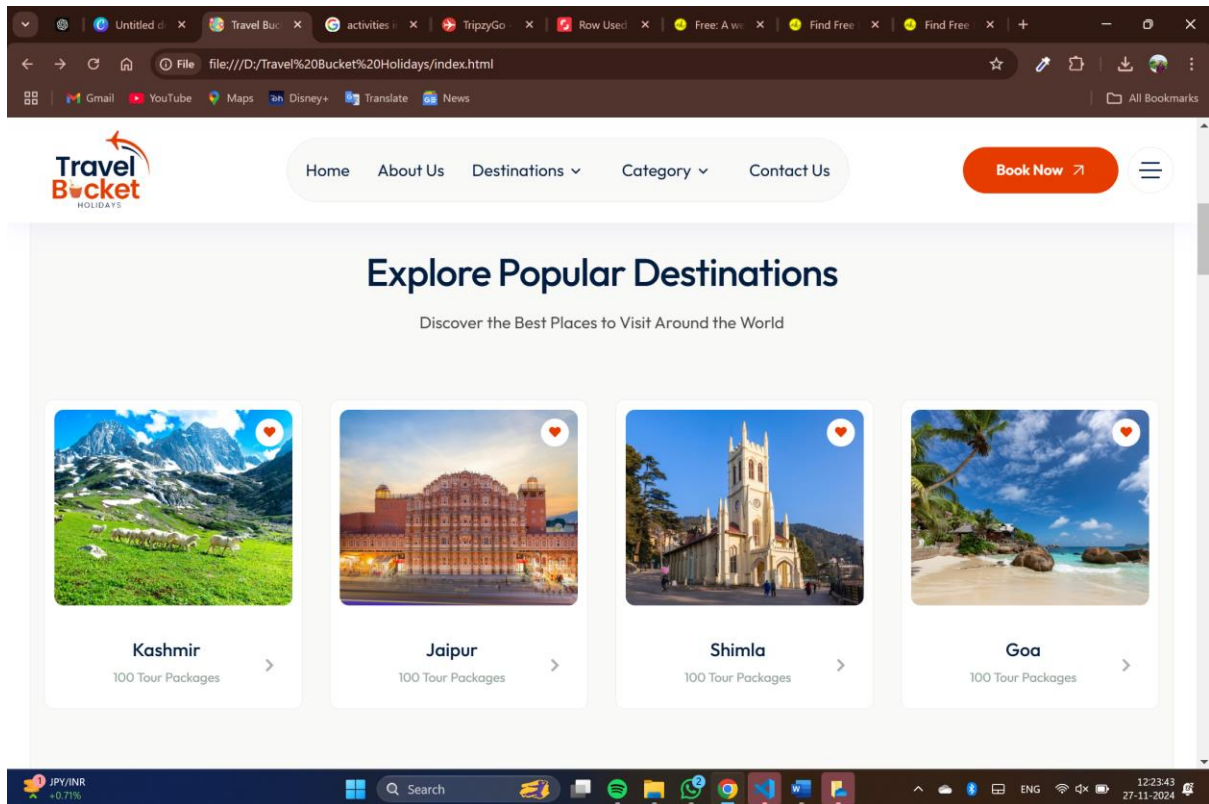 Untitled d
Travel Buc
activities i
TripzyGo
Row Used
Free: A we
Find Free
Find Free
File file:///D:/Travel%20Bucket%20Holidays/index.html
Gmail YouTube Maps Disney+ Translate News All Bookmarks
Travel
Bucket
HOLIDAYS
Home About Us Destinations Category Contact Us
Book Now
Explore Popular Destinations
Discover the Best Places to Visit Around the World
Kashmir
100 Tour Packages
Jaipur
100 Tour Packages
Shimla
100 Tour Packages
Goa
100 Tour Packages
1
JPY/INR
+0.71%
Search
2
ENG
12:23:43
27-11-2024